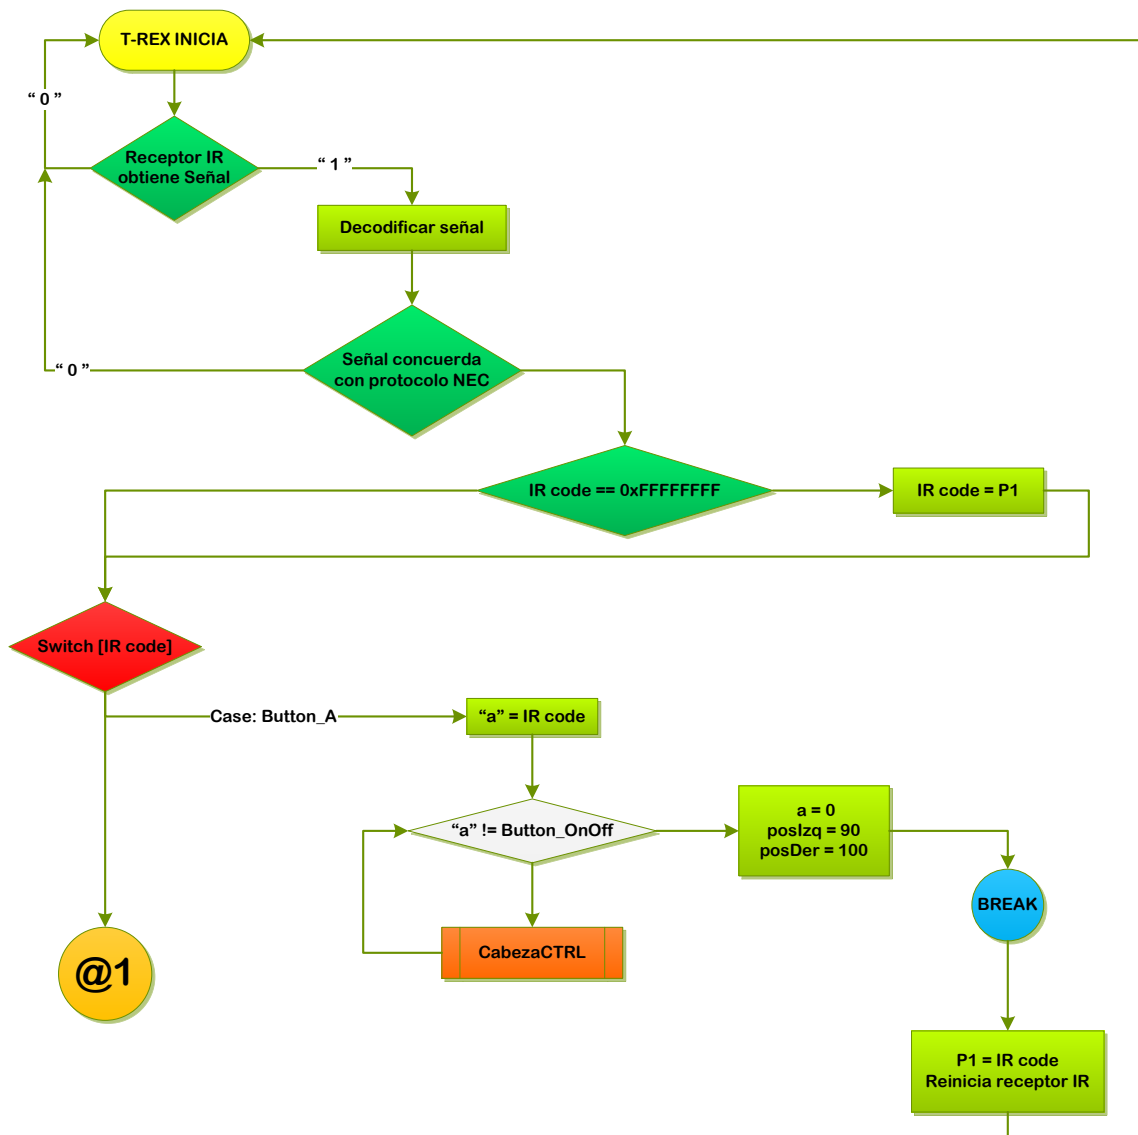 T-REX INICIA
“ 0 ”
Receptor IR
obtiene Señal
“ 1 ”
Decodificar señal
Señal concuerda
con protocolo NEC
“ 0 ”
IR code == 0xFFFFFFFF
IR code = P1
Switch [IR code]
Case: Button_A
“a” = IR code
“a” != Button_OnOff
a = 0
posIzq = 90
posDer = 100
BREAK
CabezaCTRL
@1
P1 = IR code
Reinicia receptor IR